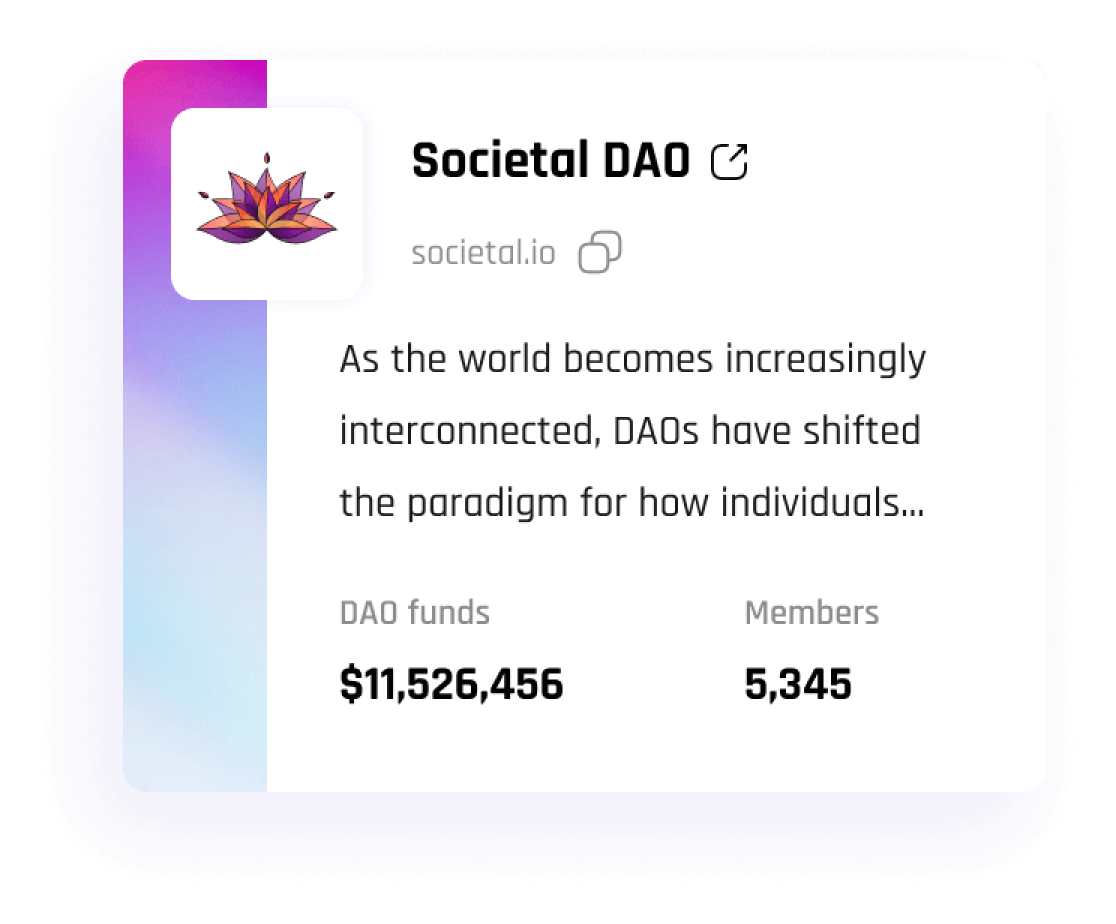 Societal DAO
societal.io
As the world becomes increasingly
interconnected, DAOs have shifted
the paradigm for how individuals...
DAO funds
Members
$11,526,456
5,345